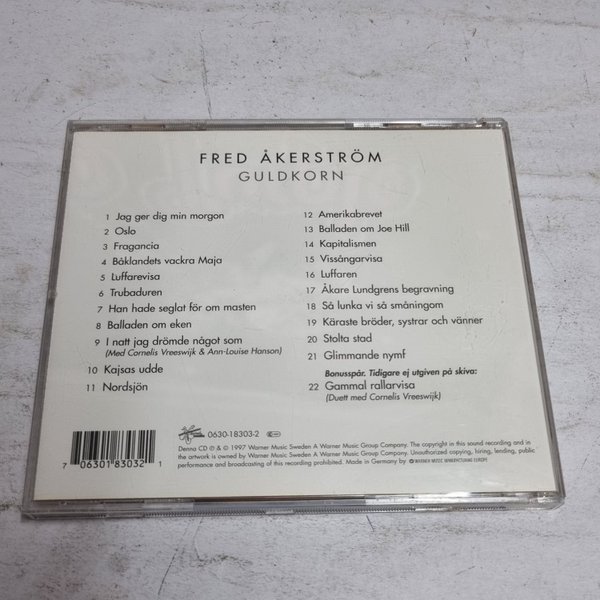 FRED ÅKERSTRÖM
GULDKORN
1 Jag ger dig min morgon
2 Oslo
3 Fragancia
4 Båklandets vackra Maja
5 Luffarevisa
6 Trubaduren
7 Han hade seglat för om masten
8 Balladen om eken
9 I natt jag drömde något som
(Med Cornelis Vreeswijk & Ann-Louise Hanson)
10 Kajsas udde
11 Nordsjön
12 Amerikabrevet
13 Balladen om Joe Hill
14 Kapitalismen
15 Vissångarvisa
16 Luffaren
17 Åkare Lundgrens begravning
18 Så lunka vi så småningom
19 Käraste bröder, systrar och vänner
20 Stolta stad
21 Glimmande nymf
Bonusspår. Tidigare ej utgiven på skiva:
22 Gammal rallarvisa
(Duett med Cornelis Vreeswijk)
7 06301 83032 1
0630-18303-2
Denna CD ℗ & © 1997 Warner Music Sweden A Warner Music Group Company. The copyright in this sound recording and in
the artwork is owned by Warner Music Sweden A Warner Music Group Company. Unauthorized copying, hiring, lending, public
performance and broadcasting of this recording prohibited. Made in Germany by WARNER MUSIC MANUFACTURING EUROPE